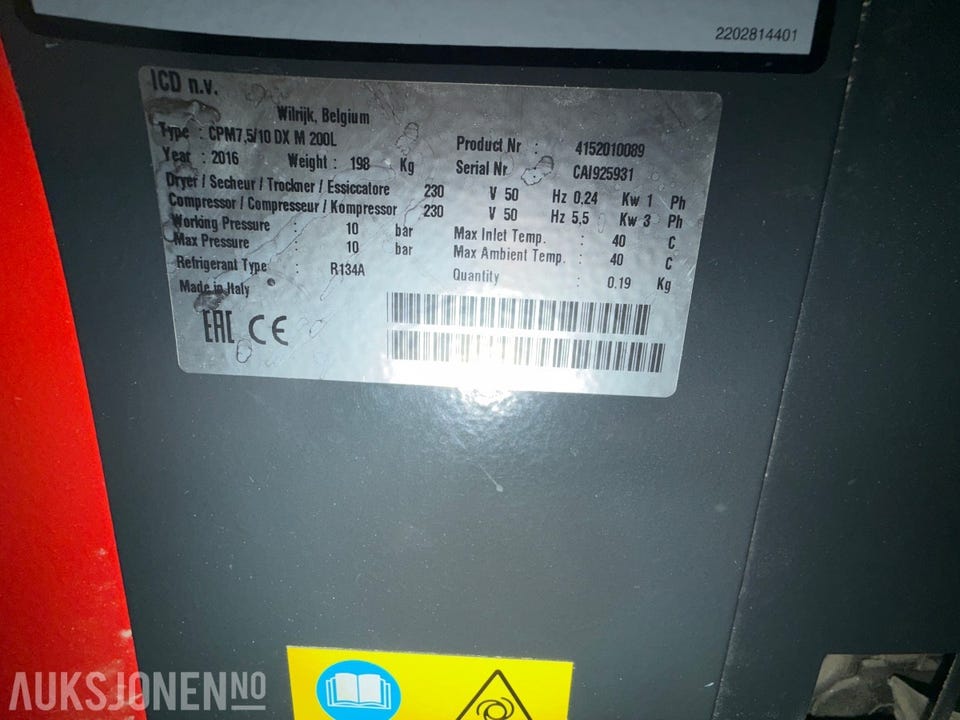 2202814401
ICD n.v.
Wilrijk, Belgium
Type : CPM7,5/10 DX M 200L
Product Nr 4152010089
Year : 2016 Weight : 198 Kg
Serial Nr CAI925931
Dryer / Secheur / Trockner / Essiccatore 230 V 50 Hz 0.24 Kw 1 Ph
Compressor / Compresseur / Kompressor 230 V 50 Hz 5,5 Kw 3 Ph
Working Pressure : 10 bar Max Inlet Temp. : 40 C
Max Pressure : 10 bar Max Ambient Temp. : 40 C
Refrigerant Type : R134A Quantity : 0,19 Kg
Made in Italy
EAC CE
AUKSJONEN.NO